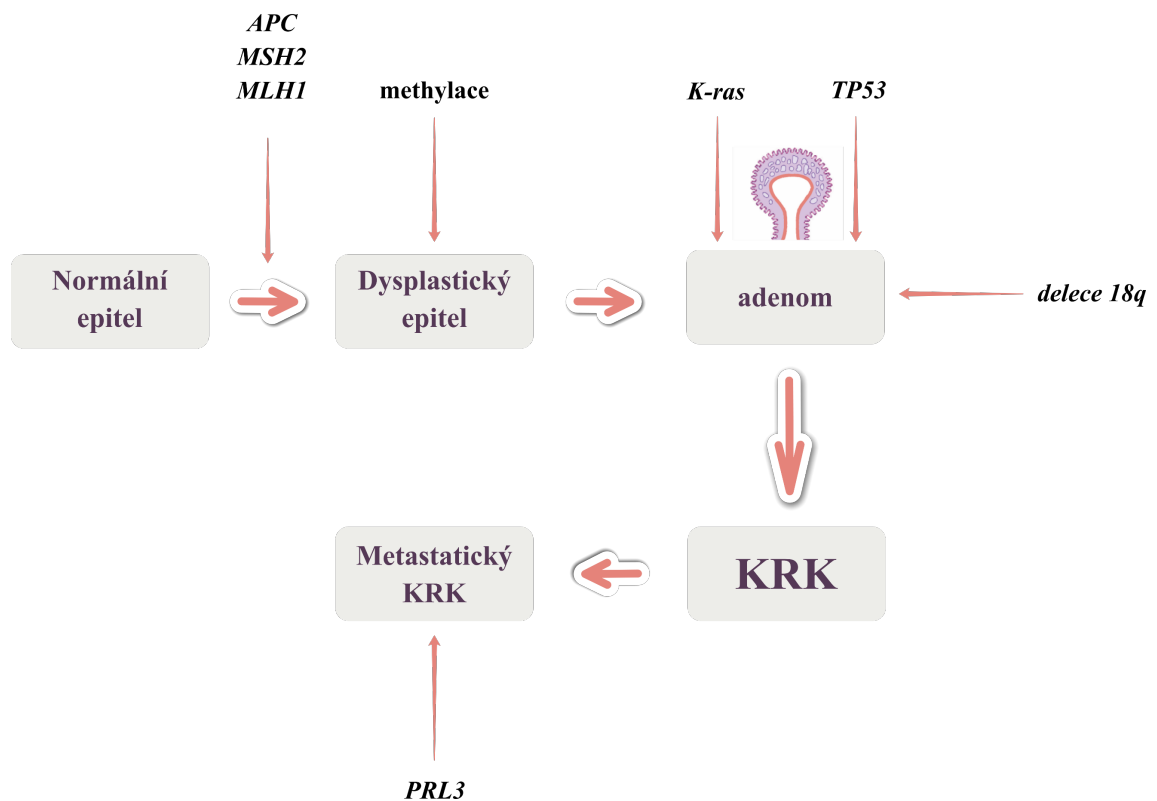 APC
MSH2
MLH1
methylace
K-ras
TP53
Normální
epitel
Dysplastický
epitel
adenom
delece 18q
Metastatický
KRK
KRK
PRL3